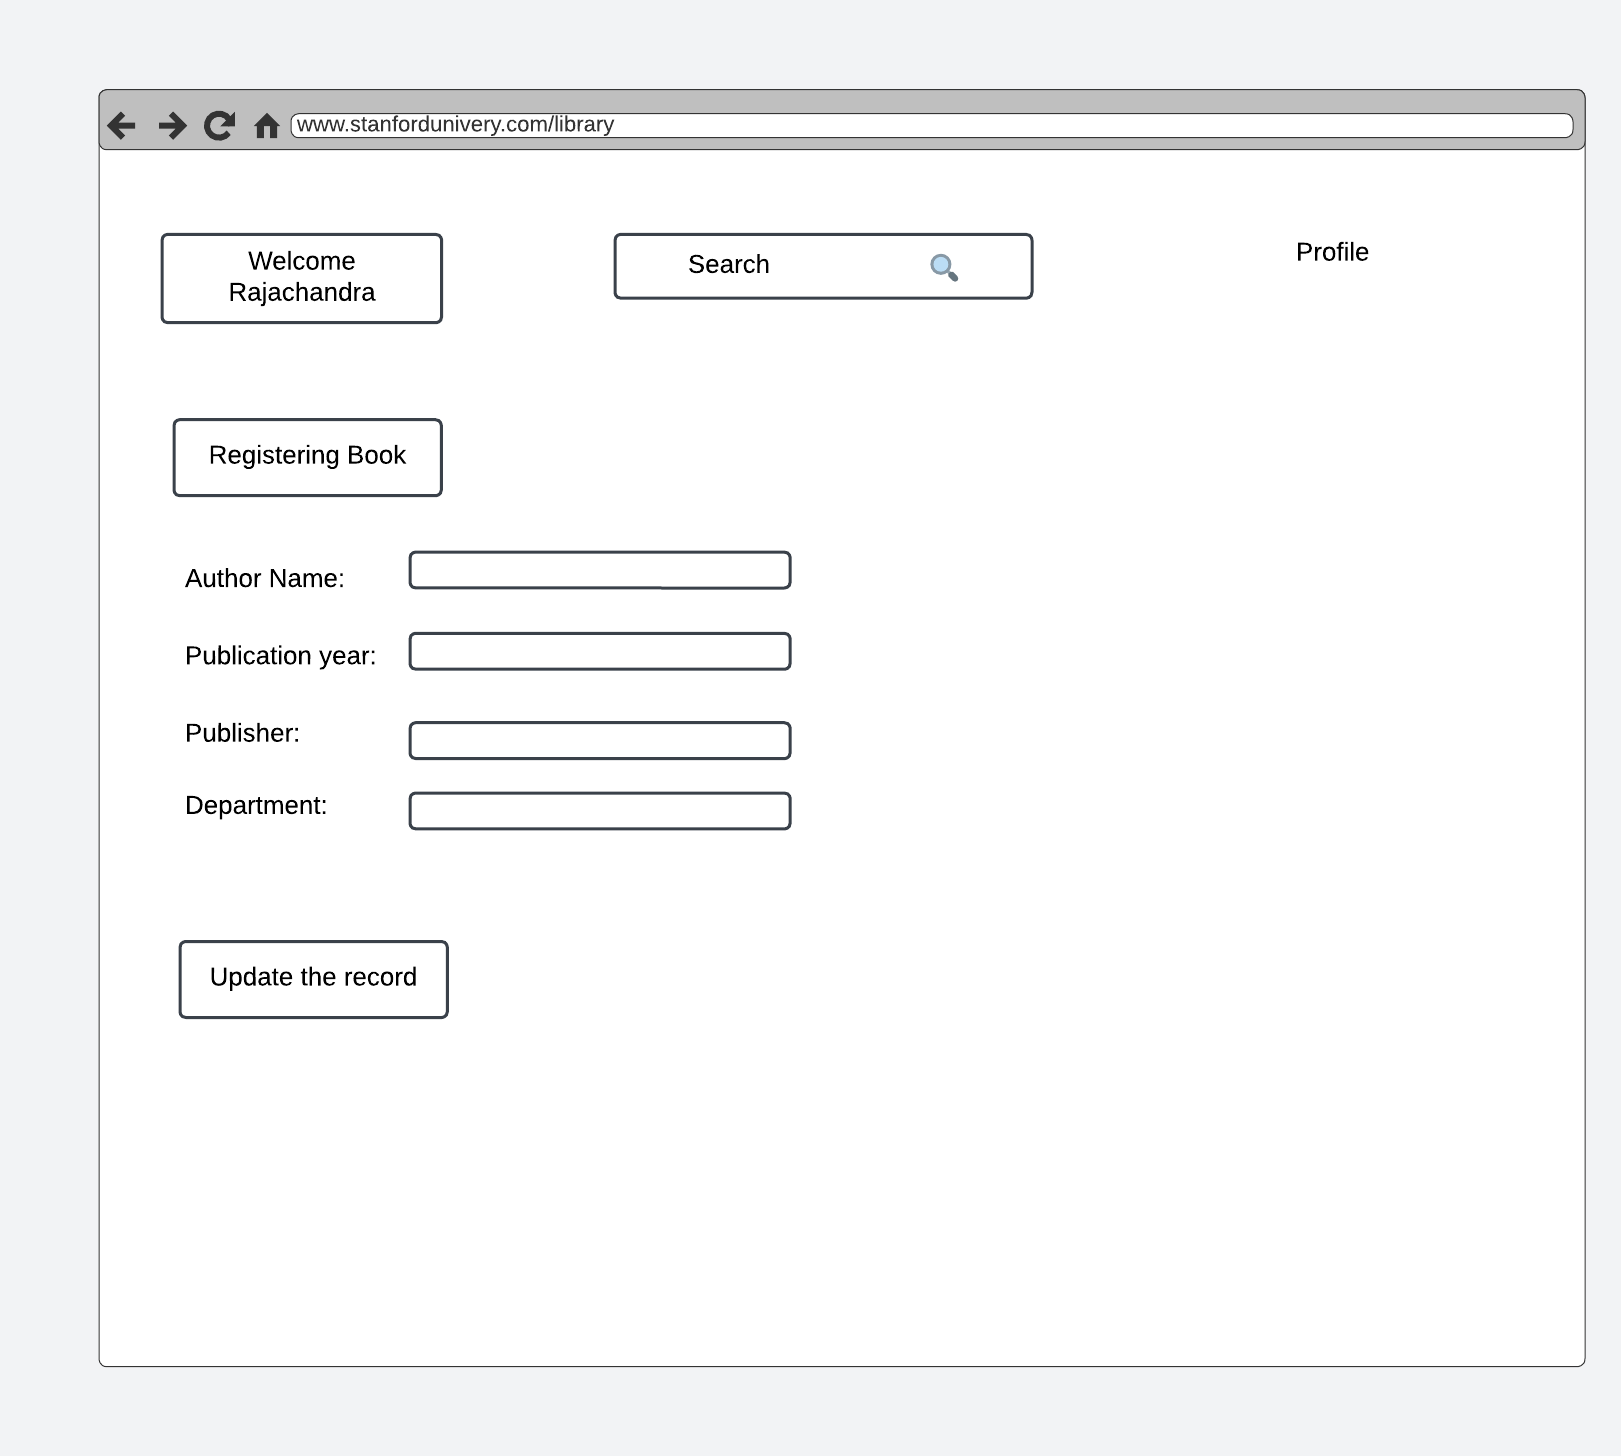 www.stanfordunivery.com/library
Welcome
Rajachandra
Search
Profile
Registering Book
Author Name:
Publication year:
Publisher:
Department:
Update the record